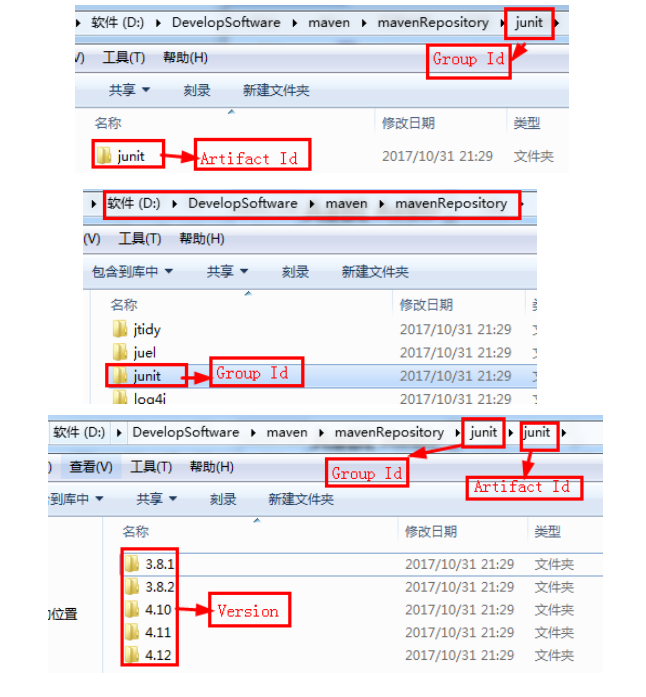 软件 (D:) DevelopSoftware maven mavenRepository junit
工具(T) 帮助(H)
Group Id
共享 刻录 新建文件夹
名称 修改日期 类型
junit Artifact Id 2017/10/31 21:29 文件夹
软件 (D:) DevelopSoftware maven mavenRepository
(V) 工具(T) 帮助(H)
包含到库中 共享 刻录 新建文件夹
名称 修改日期
jtidy 2017/10/31 21:29
juel 2017/10/31 21:29
junit Group Id 2017/10/31 21:29
log4j 2017/10/31 21:29
软件 (D:) DevelopSoftware maven mavenRepository junit junit
查看(V) 工具(T) 帮助(H)
Group Id
Artifact Id
到库中 共享 刻录 新建文件夹
名称 修改日期 类型
3.8.1 2017/10/31 21:29 文件夹
3.8.2 2017/10/31 21:29 文件夹
位置 4.10 Version 2017/10/31 21:29 文件夹
4.11 2017/10/31 21:29 文件夹
4.12 2017/10/31 21:29 文件夹